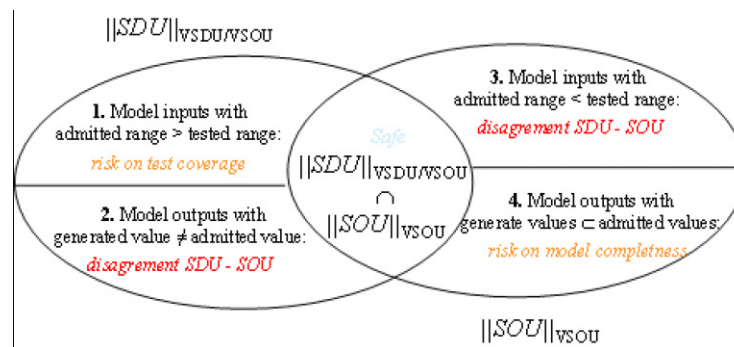 ||SDU||VSDU/VSOU
1. Model inputs with
admitted range > tested range:
risk on test coverage
2. Model outputs with
generated value ≠ admitted value:
disagrement SDU - SOU
Safe
||SDU||VSDU/VSOU
∩
||SOU||VSOU
3. Model inputs with
admitted range < tested range:
disagrement SDU - SOU
4. Model outputs with
generate values ⊂ admitted values:
risk on model completness
||SOU||VSOU